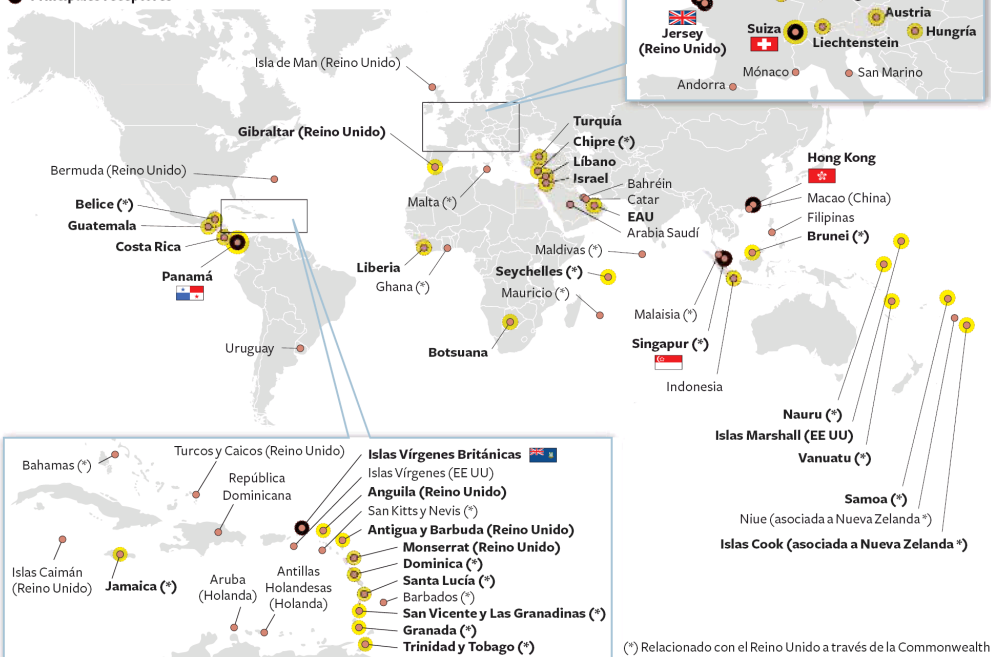 Jersey
(Reino Unido)
Suiza
Austria
Liechtenstein
Hungría
Mónaco
San Marino
Andorra
Isla de Man (Reino Unido)
Gibraltar (Reino Unido)
Turquía
Chipre (*)
Líbano
Israel
Bermuda (Reino Unido)
Malta (*)
Bahréin
Catar
EAU
Arabia Saudí
Hong Kong
Macao (China)
Filipinas
Brunei (*)
Belice (*)
Guatemala
Costa Rica
Panamá
Liberia
Ghana (*)
Maldivas (*)
Seychelles (*)
Mauricio (*)
Malaisia (*)
Singapur (*)
Indonesia
Uruguay
Botsuana
Nauru (*)
Islas Marshall (EE UU)
Vanuatu (*)
Samoa (*)
Niue (asociada a Nueva Zelanda *)
Islas Cook (asociada a Nueva Zelanda *)
Bahamas (*)
Turcos y Caicos (Reino Unido)
República
Dominicana
Islas Vírgenes Británicas
Islas Vírgenes (EE UU)
Anguila (Reino Unido)
San Kitts y Nevis (*)
Antigua y Barbuda (Reino Unido)
Monserrat (Reino Unido)
Dominica (*)
Santa Lucía (*)
Barbados (*)
San Vicente y Las Granadinas (*)
Granada (*)
Trinidad y Tobago (*)
Islas Caimán
(Reino Unido)
Jamaica (*)
Aruba
(Holanda)
Antillas
Holandesas
(Holanda)
(*) Relacionado con el Reino Unido a través de la Commonwealth